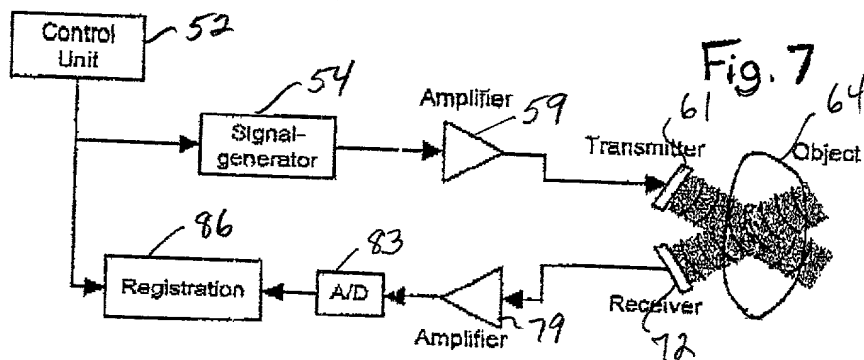 Control
Unit
52
54
Signal-
generator
Amplifier
59
Fig. 7
61
64
Transmitter
Object
86
Registration
83
A/D
Amplifier
79
Receiver
72